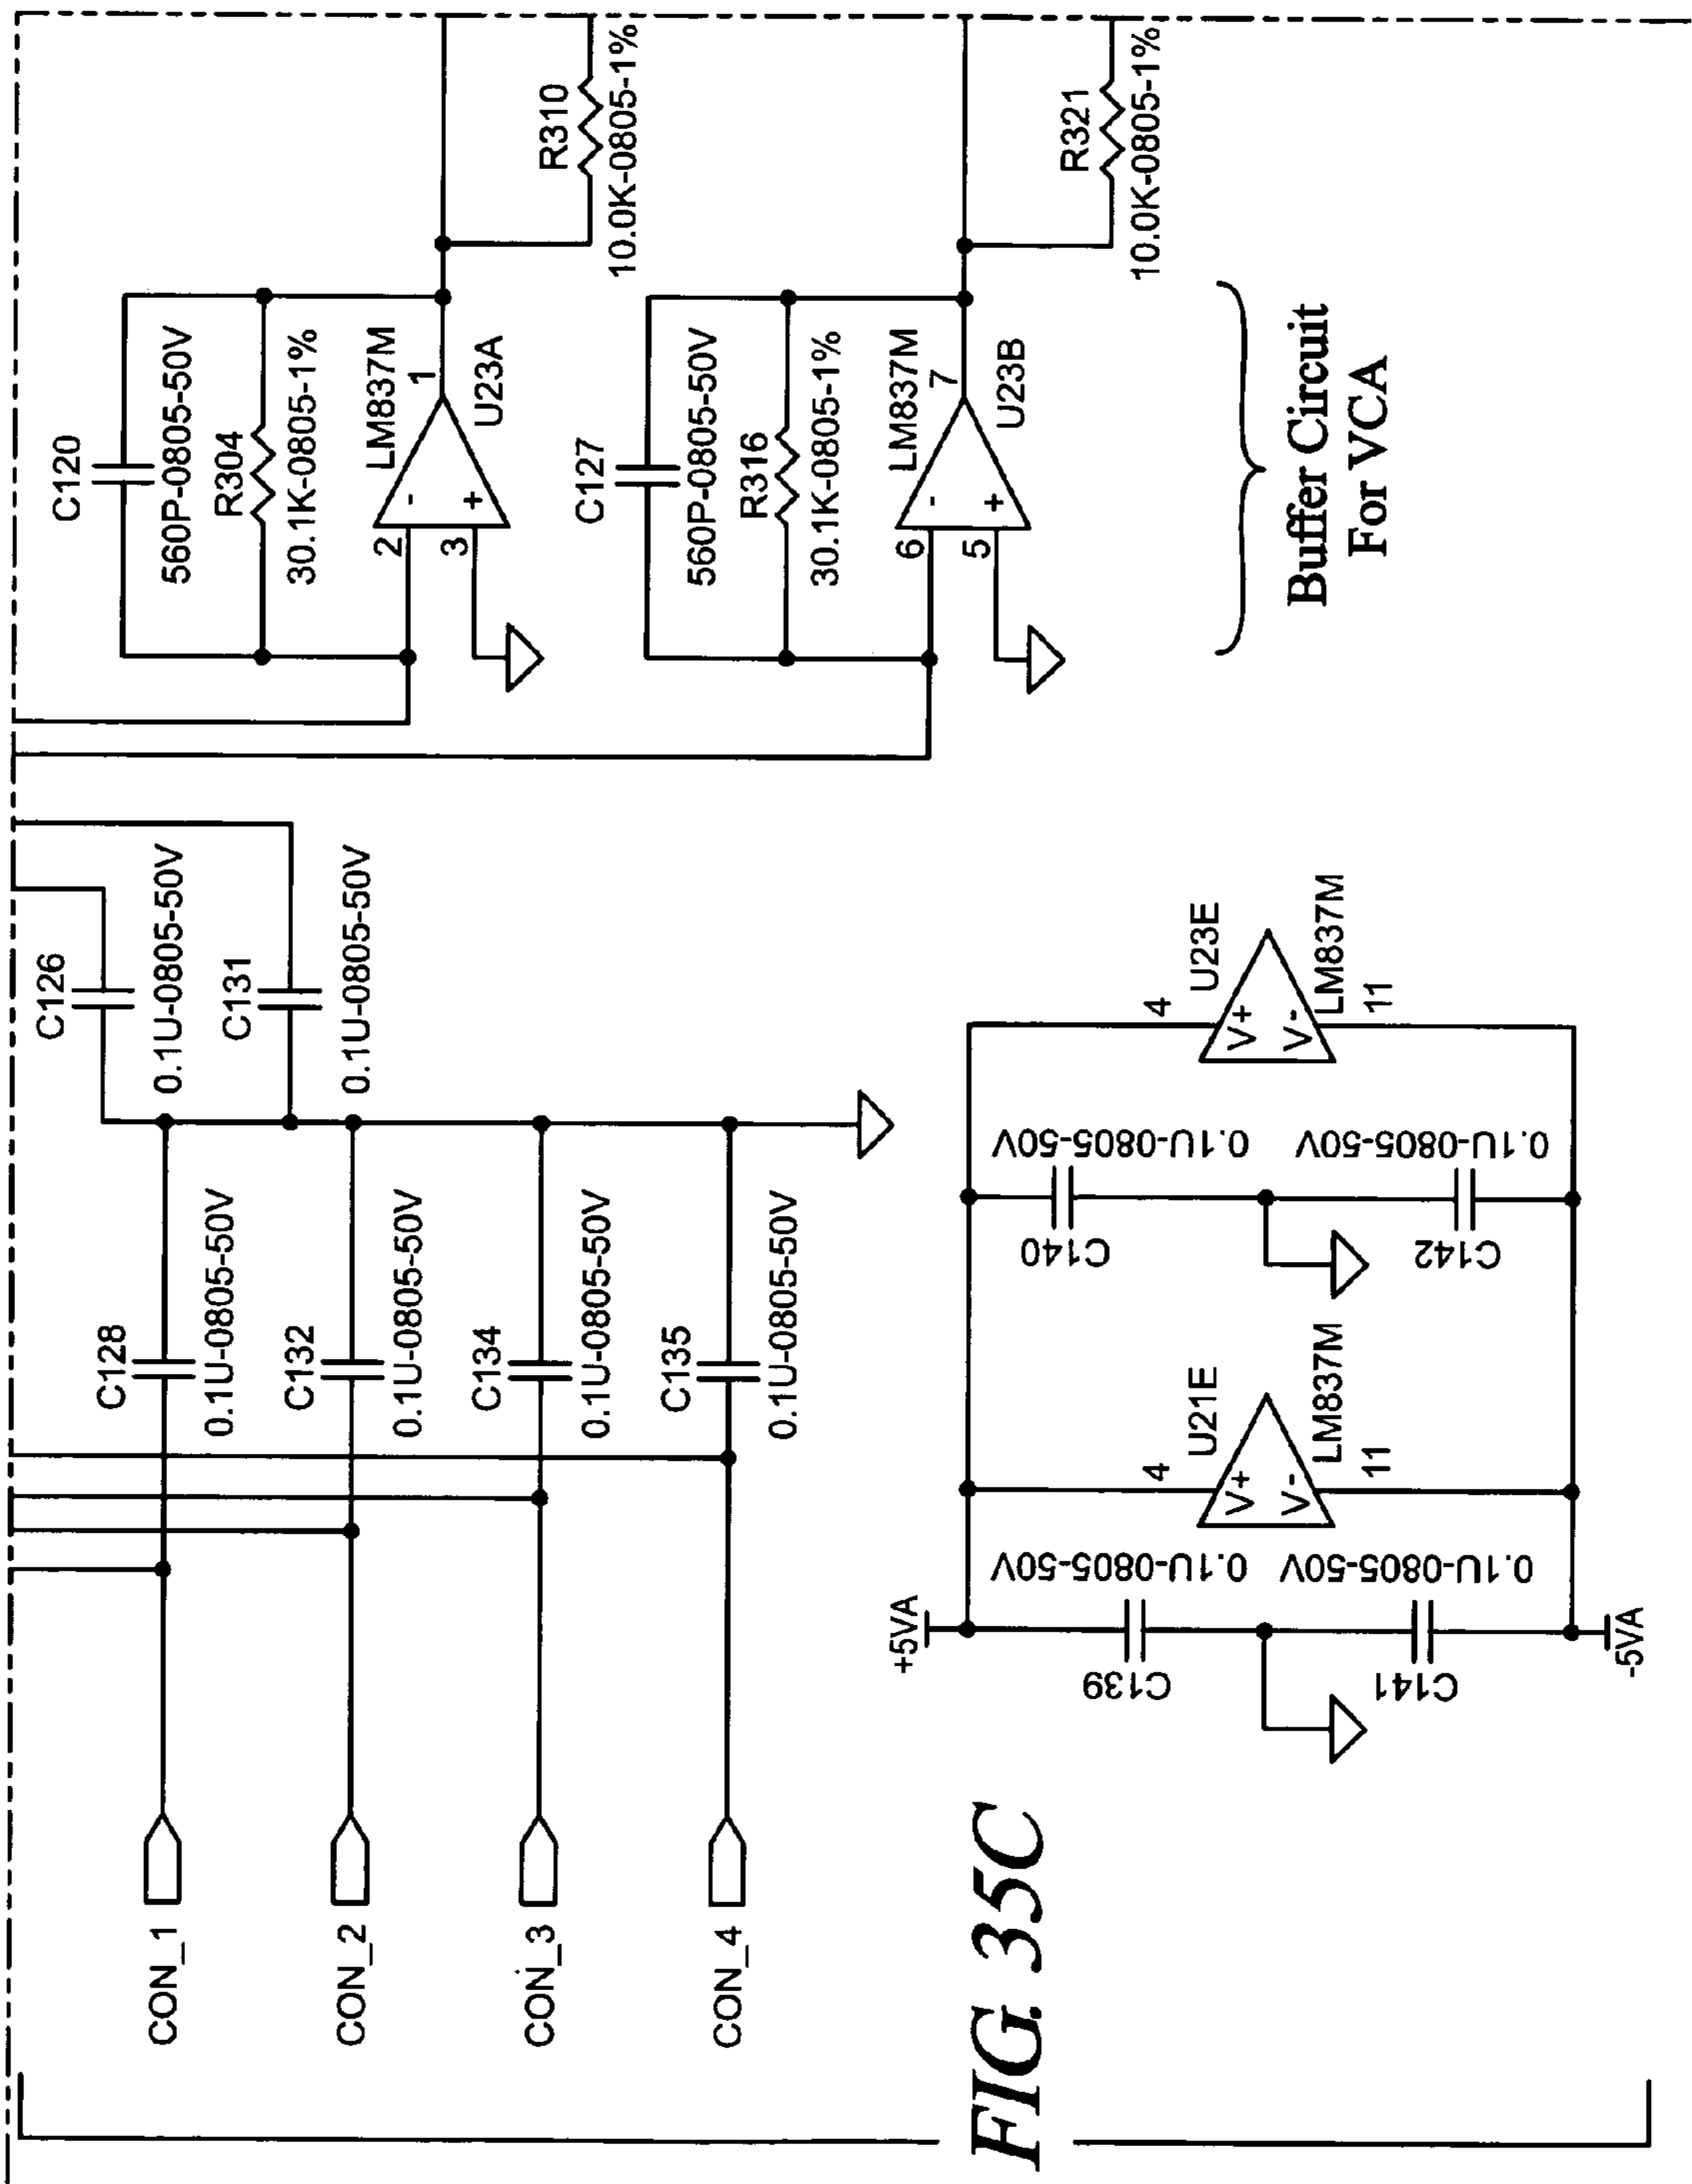 C120
560P-0805-50V
R304
30.1K-0805-1%
LM837M
2
3
-
+
1
U23A
R310
10.0K-0805-1%
C127
560P-0805-50V
R316
30.1K-0805-1%
LM837M
6
5
-
+
7
U23B
R321
10.0K-0805-1%
Buffer Circuit
For VCA
C126
0.1U-0805-50V
C131
0.1U-0805-50V
CON_1
C128
0.1U-0805-50V
CON_2
C132
0.1U-0805-50V
CON_3
C134
0.1U-0805-50V
CON_4
C135
0.1U-0805-50V
+5VA
C139
0.1U-0805-50V
C141
0.1U-0805-50V
-5VA
4
U21E
V+
V-
LM837M
11
C140
0.1U-0805-50V
C142
0.1U-0805-50V
4
U23E
V+
V-
LM837M
11
FIG. 35C